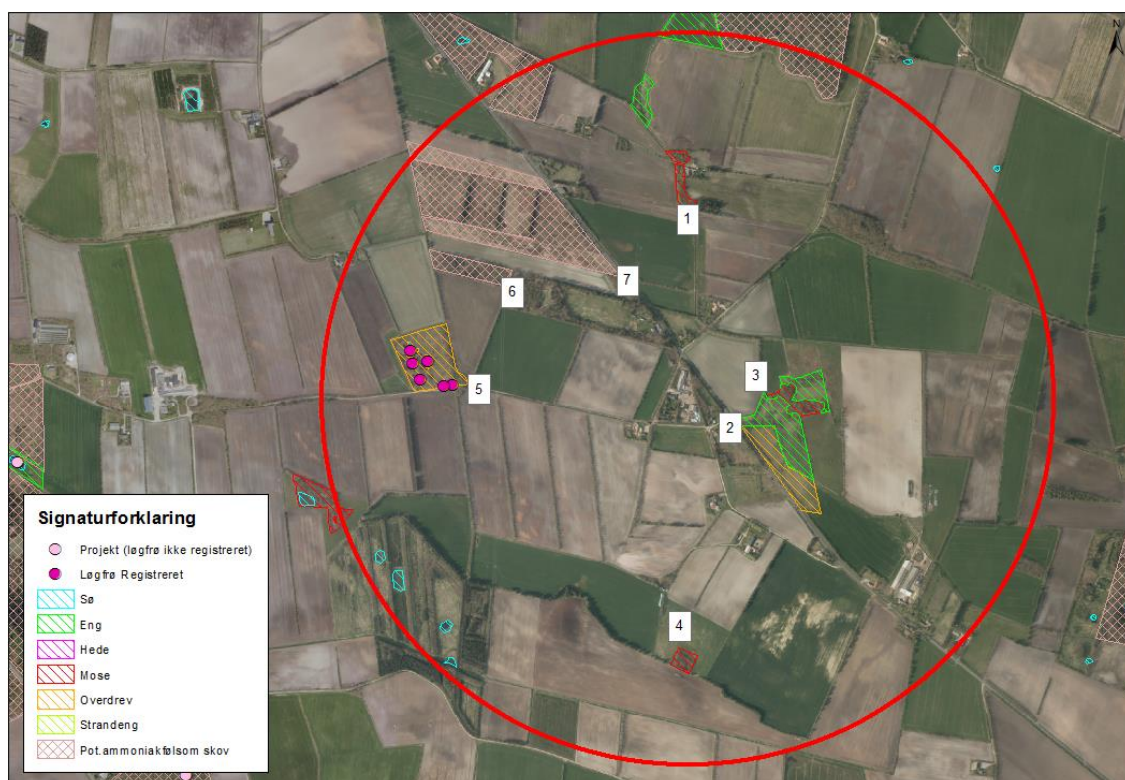 N
1
7
6
3
5
2
4
Signaturforklaring
Projekt (løgfrø ikke registreret)
Løgfrø Registreret
Sø
Eng
Hede
Mose
Overdrev
Strandeng
Pot.ammoniakfølsom skov